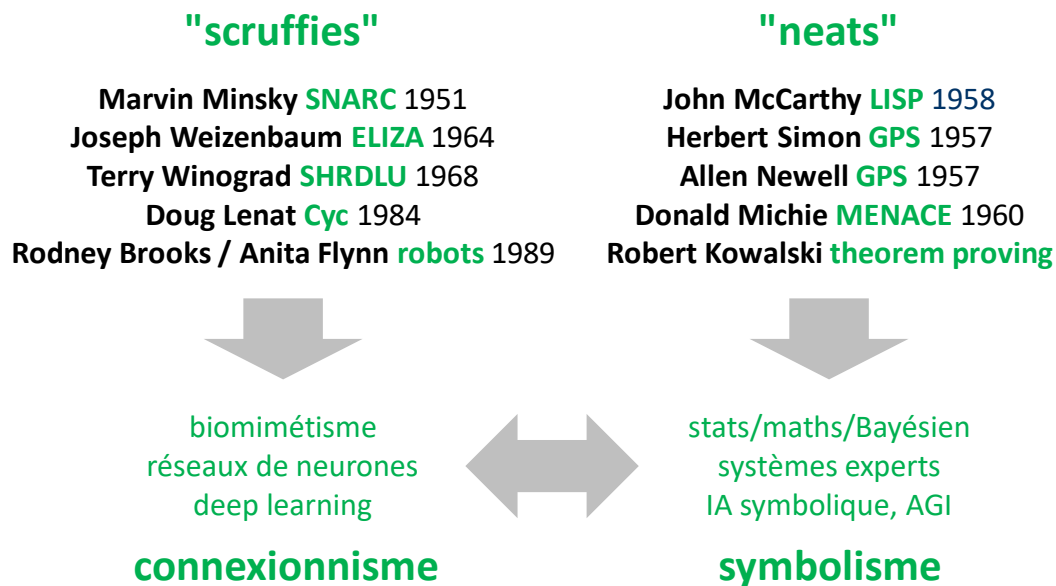 "scruffies"
Marvin Minsky SNARC 1951
Joseph Weizenbaum ELIZA 1964
Terry Winograd SHRDLU 1968
Doug Lenat Cyc 1984
Rodney Brooks / Anita Flynn robots 1989
biomimétisme
réseaux de neurones
deep learning
connexionnisme
"neats"
John McCarthy LISP 1958
Herbert Simon GPS 1957
Allen Newell GPS 1957
Donald Michie MENACE 1960
Robert Kowalski theorem proving
stats/maths/Bayésien
systèmes experts
IA symbolique, AGI
symbolisme